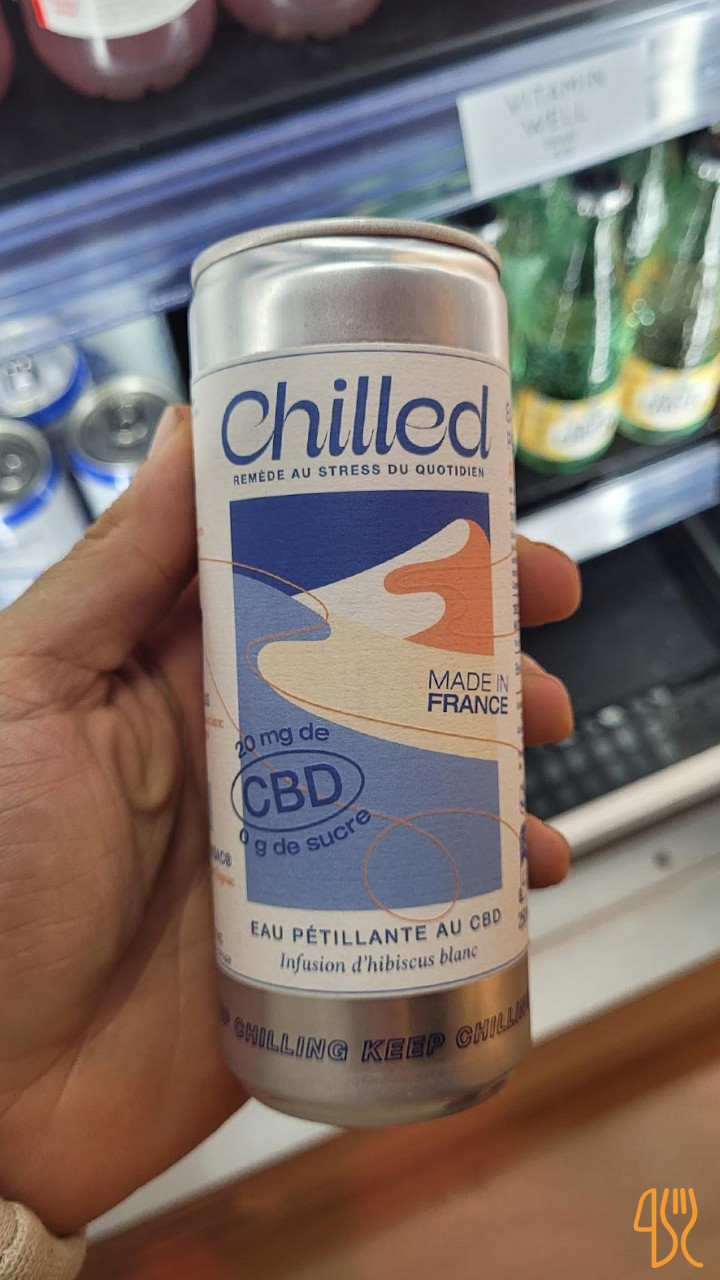 VITAMIN
WELL
Chilled
REMÈDE AU STRESS DU QUOTIDIEN
MADE IN
FRANCE
20 mg de
CBD
0 g de sucre
EAU PÉTILLANTE AU CBD
Infusion d'hibiscus blanc
CHILLING KEEP CHILLIN